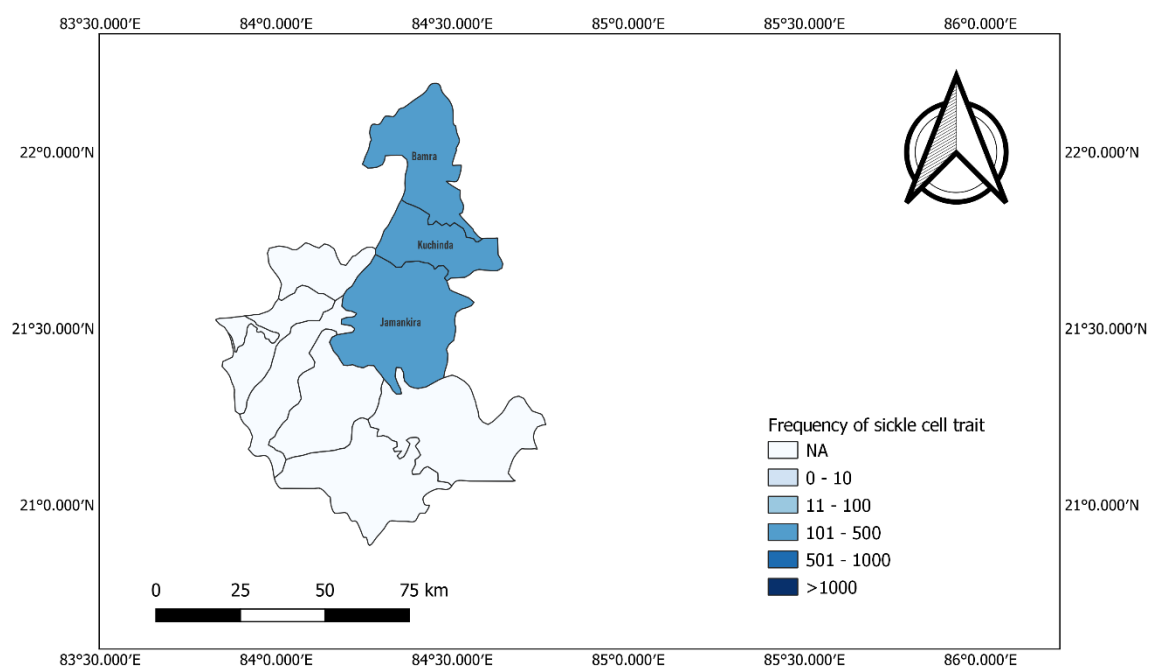 83°30.000′E 84°0.000′E 84°30.000′E 85°0.000′E 85°30.000′E 86°0.000′E
22°0.000′N 22°0.000′N
Bamra
Kuchinda
Jamankira
21°30.000′N 21°30.000′N
Frequency of sickle cell trait
NA
0 - 10
11 - 100
21°0.000′N 21°0.000′N
101 - 500
501 - 1000
>1000
0 25 50 75 km
83°30.000′E 84°0.000′E 84°30.000′E 85°0.000′E 85°30.000′E 86°0.000′E